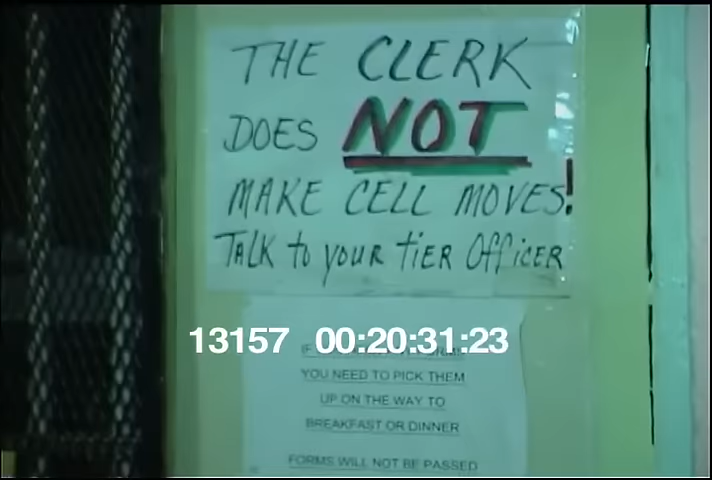 THE CLERK
DOES NOT
MAKE CELL MOVES!
TALK to your tiER OfficER
13157 00:20:31:23
IF
YOU NEED TO PICK THEM
UP ON THE WAY TO
BREAKFAST OR DINNER
FORMS WILL NOT BE PASSED